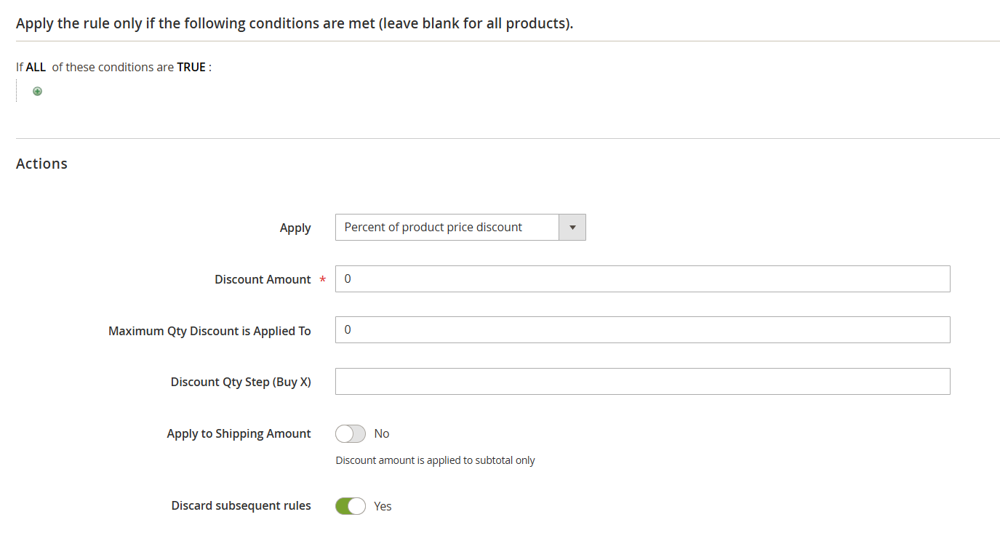 Apply the rule only if the following conditions are met (leave blank for all products).
If ALL of these conditions are TRUE :
Actions
Apply Percent of product price discount
Discount Amount * 0
Maximum Qty Discount is Applied To 0
Discount Qty Step (Buy X)
Apply to Shipping Amount No
Discount amount is applied to subtotal only
Discard subsequent rules Yes